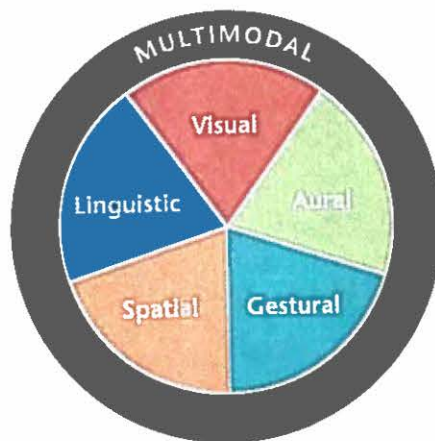 MULTIMODAL
Visual
Linguistic
Aural
Spatial
Gestural